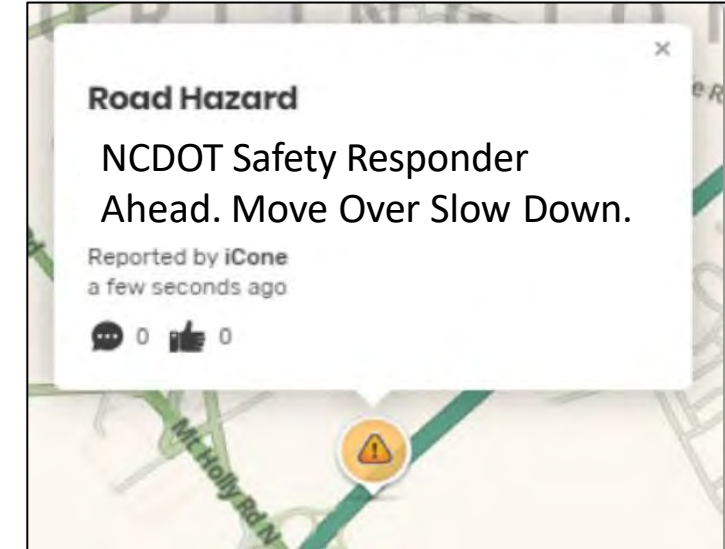 ×
Road Hazard
NCDOT Safety Responder
Ahead. Move Over Slow Down.
Reported by iCone
a few seconds ago
0 0
Mt Holly Rd N